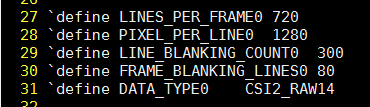 27 `define LINES_PER_FRAME0 720
28 `define PIXEL_PER_LINE0  1280
29 `define LINE_BLANKING_COUNT0  300
30 `define FRAME_BLANKING_LINES0 80
31 `define DATA_TYPE0    CSI2_RAW14